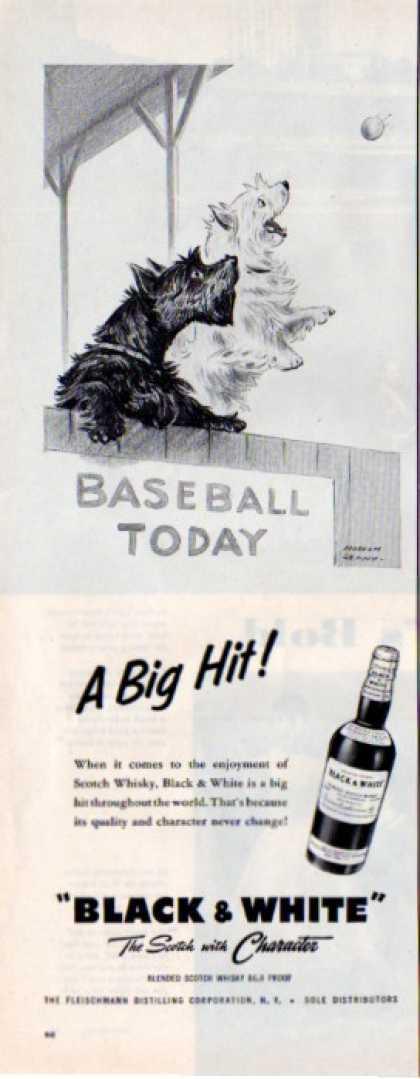 BASEBALL
TODAY
MORGAN
DENNIS-
A Big Hit!
When it comes to the enjoyment of
Scotch Whisky, Black & White is a big
hit throughout the world. That's because
its quality and character never change!
BLACK & WHITE
"BLACK & WHITE"
The Scotch with Character
BLENDED SCOTCH WHISKY 86.8 PROOF
THE FLEISCHMANN DISTILLING CORPORATION, N. Y. • SOLE DISTRIBUTORS